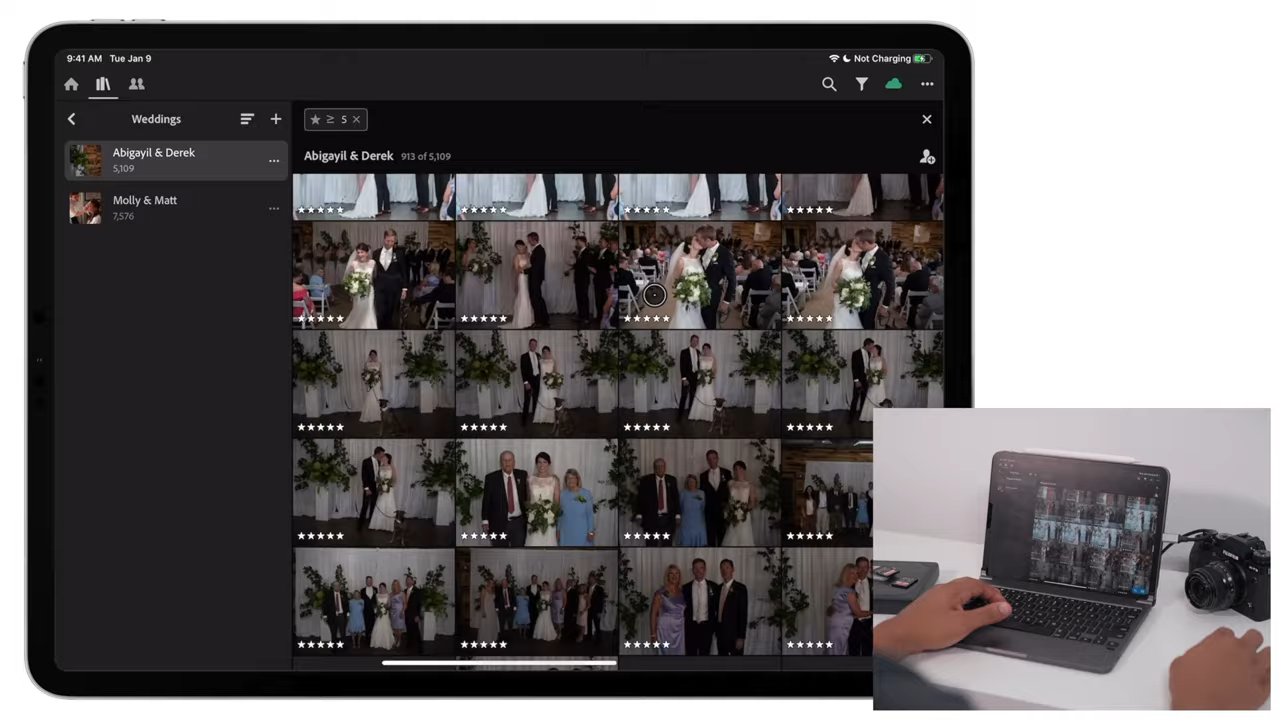 9:41 AM Tue Jan 9
Not Charging
Weddings
≥ 5
Abigayil & Derek
5,109
Abigayil & Derek 913 of 5,109
Molly & Matt
7,576
FUJIFILM